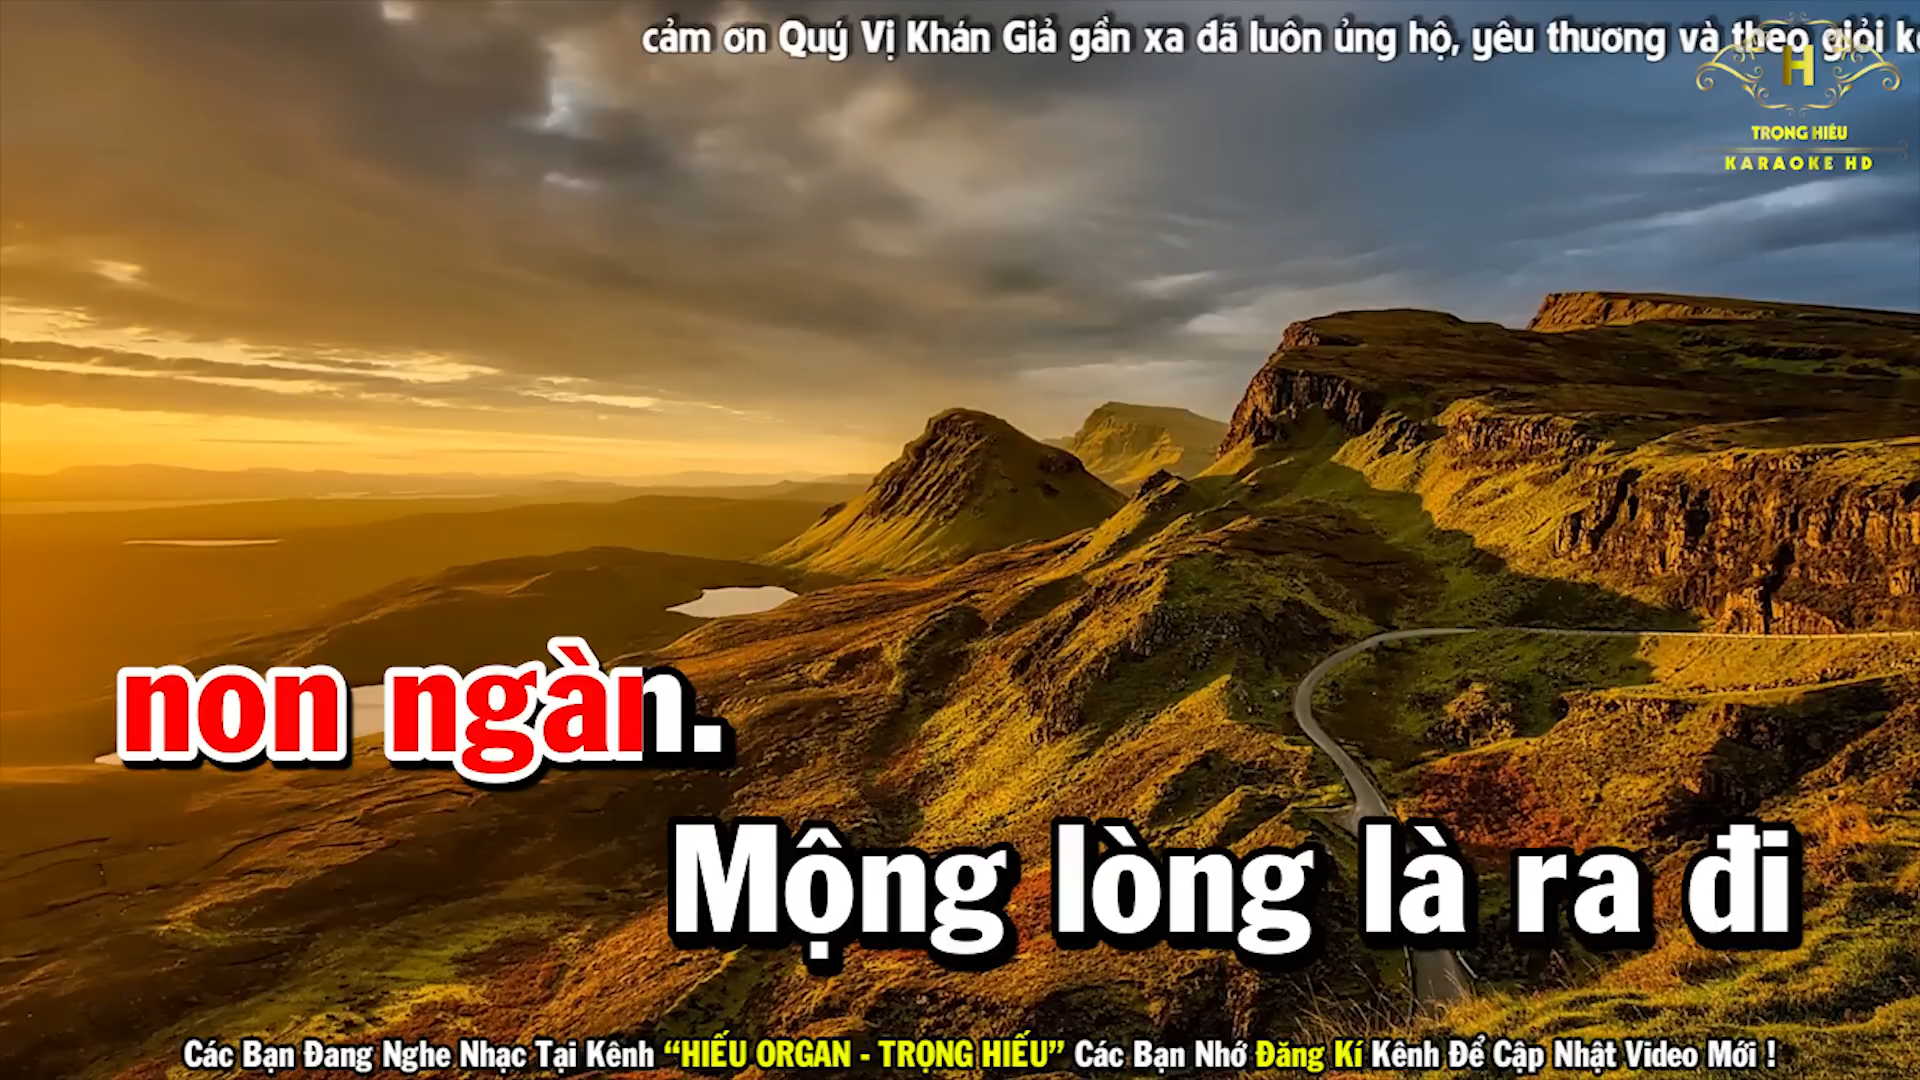 cảm ơn Quý Vị Khán Giả gần xa đã luôn ủng hộ, yêu thương và theo giỏi
H
TRỌNG HIẾU
KARAOKE HD
non ngàn.
Mộng lòng là ra đi
Các Bạn Đang Nghe Nhạc Tại Kênh “HIẾU ORGAN - TRỌNG HIẾU” Các Bạn Nhớ Đăng Kí Kênh Để Cập Nhật Video Mới !